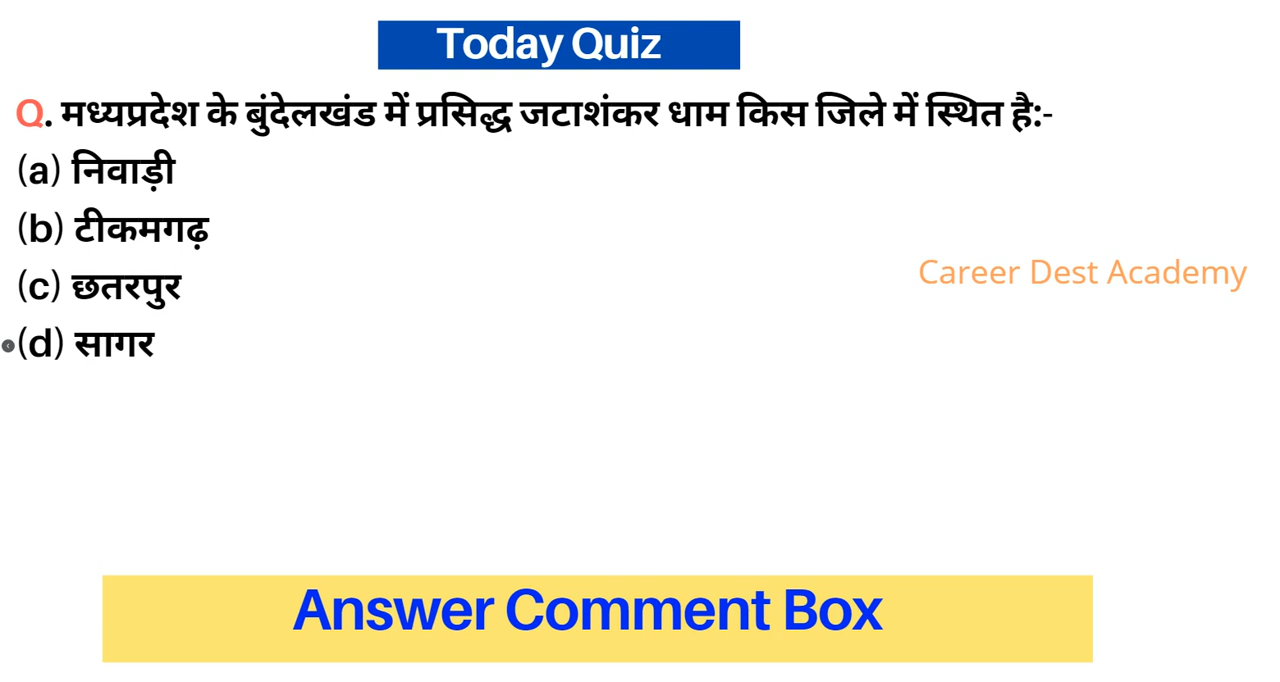 Today Quiz
Q. मध्यप्रदेश के बुंदेलखंड में प्रसिद्ध जटाशंकर धाम किस जिले में स्थित है:-
(a) निवाड़ी
(b) टीकमगढ़
(c) छतरपुर
Career Dest Academy
(d) सागर
Answer Comment Box